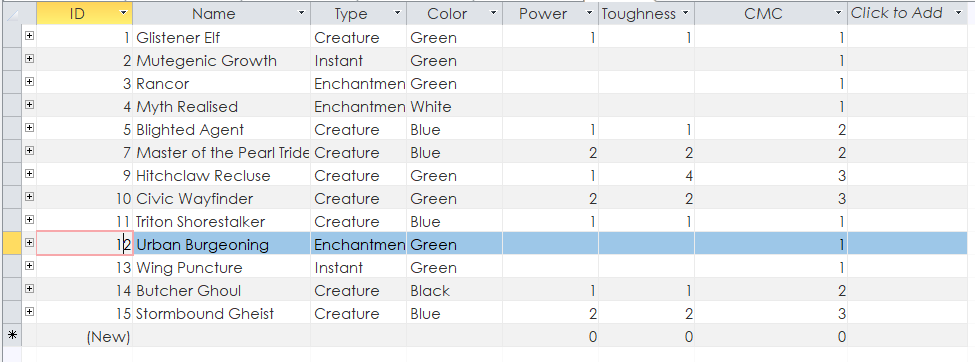 ID Name Type Color Power Toughness CMC Click to Add
1 Glistener Elf Creature Green 1 1 1
2 Mutegenic Growth Instant Green 1
3 Rancor Enchantmen Green 1
4 Myth Realised Enchantmen White 1
5 Blighted Agent Creature Blue 1 1 2
7 Master of the Pearl Tride Creature Blue 2 2 2
9 Hitchclaw Recluse Creature Green 1 4 3
10 Civic Wayfinder Creature Green 2 2 3
11 Triton Shorestalker Creature Blue 1 1 1
12 Urban Burgeoning Enchantmen Green 1
13 Wing Puncture Instant Green 1
14 Butcher Ghoul Creature Black 1 1 2
15 Stormbound Gheist Creature Blue 2 2 3
* (New) 0 0 0